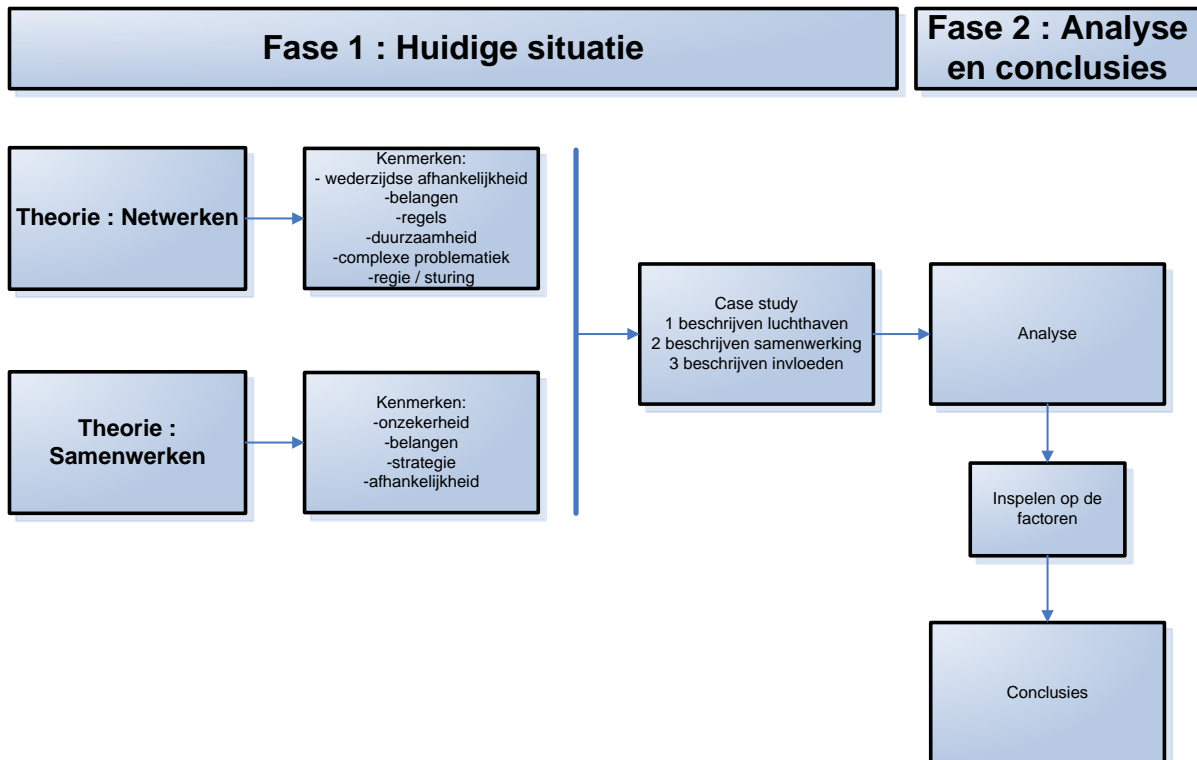 Fase 1 : Huidige situatie
Fase 2 : Analyse
en conclusies
Theorie : Netwerken
Kenmerken:
- wederzijdse afhankelijkheid
-belangen
-regels
-duurzaamheid
-complexe problematiek
-regie / sturing
Theorie :
Samenwerken
Kenmerken:
-onzekerheid
-belangen
-strategie
-afhankelijkheid
Case study
1 beschrijven luchthaven
2 beschrijven samenwerking
3 beschrijven invloeden
Analyse
Inspelen op de
factoren
Conclusies